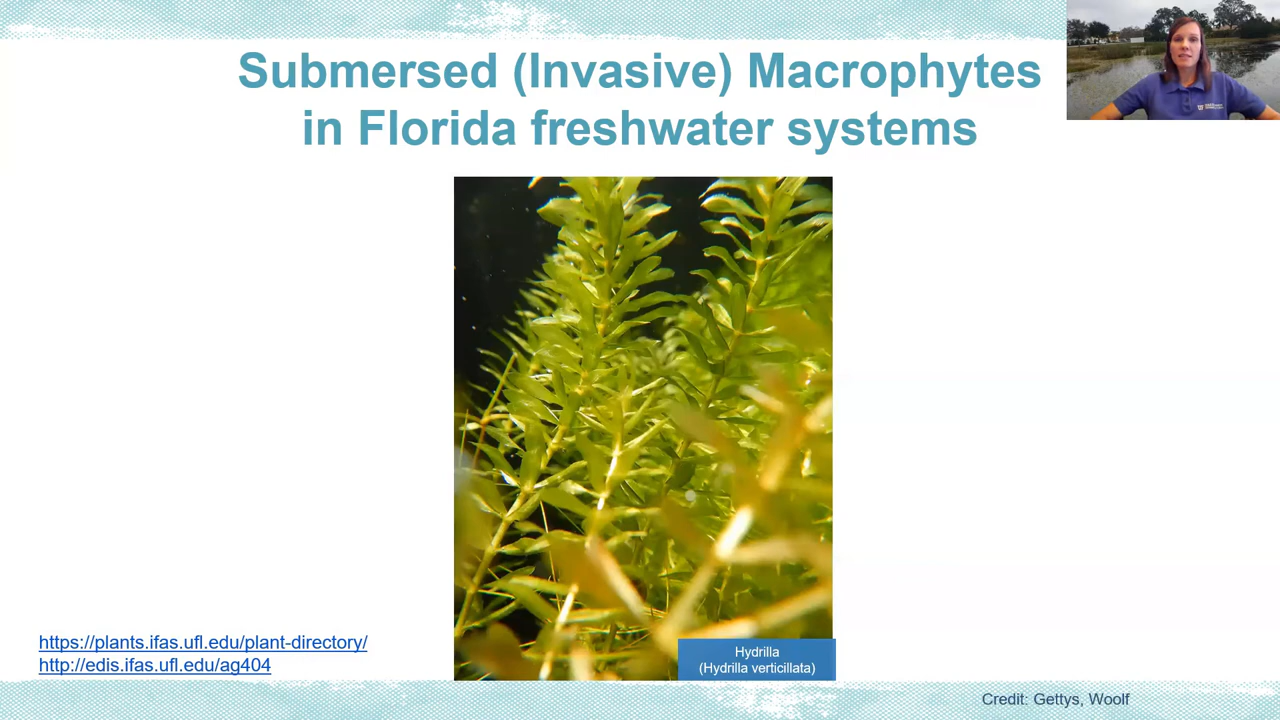 Submersed (Invasive) Macrophytes
in Florida freshwater systems
https://plants.ifas.ufl.edu/plant-directory/
http://edis.ifas.ufl.edu/ag404
Hydrilla
(Hydrilla verticillata)
Credit: Gettys, Woolf